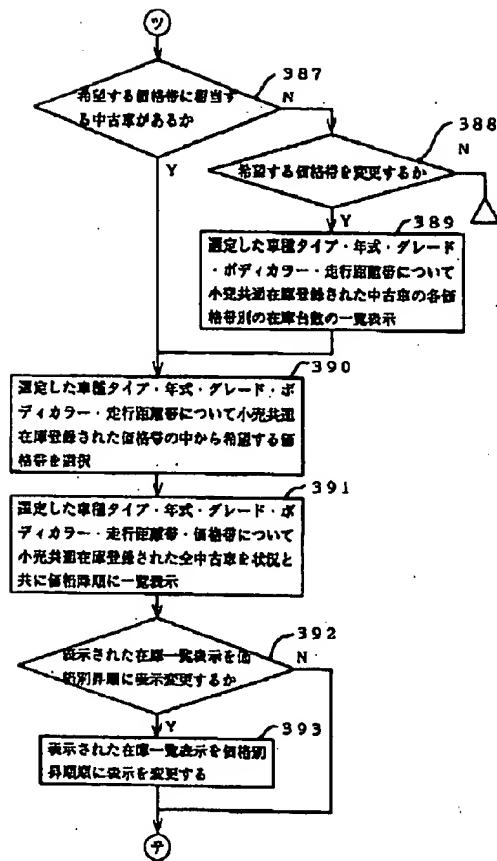 ツ
387
希望する価格帯に相当す
る中古車があるか
N
Y
388
希望する価格帯を変更するか
N
Y
389
選定した車種タイプ・年式・グレード
・ボディカラー・走行距離帯について
小売共通在庫登録された中古車の各価
格帯別の在庫台数の一覧表示
390
選定した車種タイプ・年式・グレード・ボ
ディカラー・走行距離帯について小売共通
在庫登録された価格帯の中から希望する価
格帯を選択
391
選定した車種タイプ・年式・グレード・ボ
ディカラー・走行距離帯・価格帯について
小売共通在庫登録された全中古車を状況と
共に価格降順に一覧表示
392
表示された在庫一覧表示を価
格別昇順に表示変更するか
N
Y
393
表示された在庫一覧表示を価格別
昇順順に表示を変更する
テ